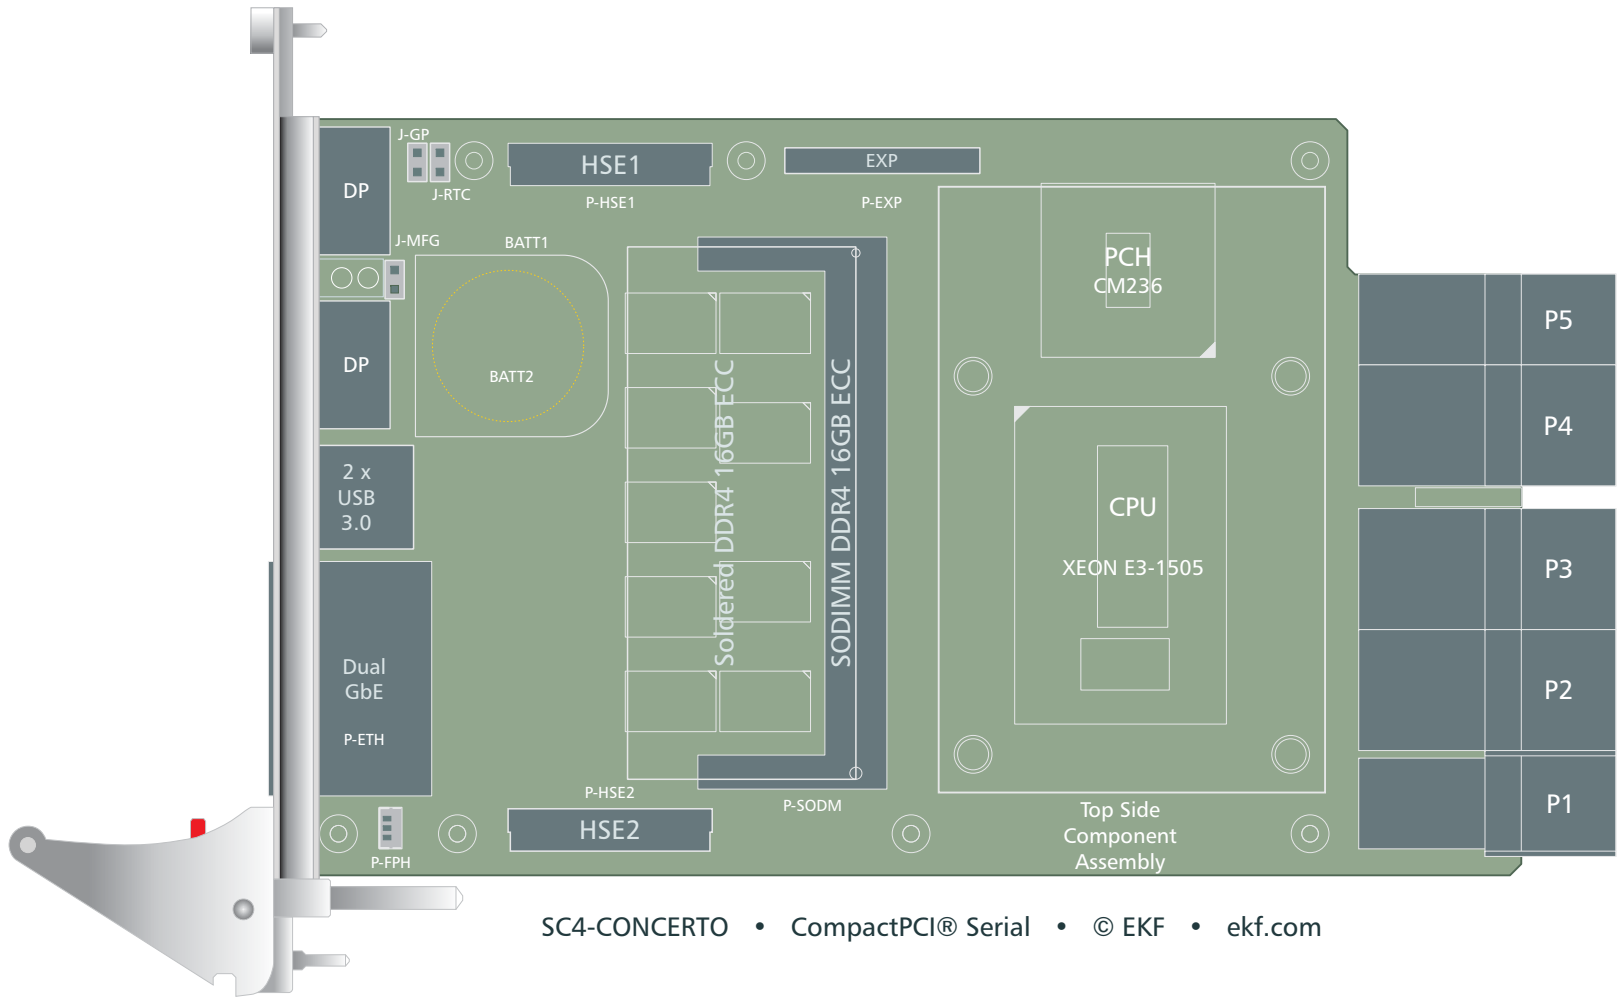 J-GP
DP
HSE1
EXP
J-RTC
P-HSE1
P-EXP
J-MFG
BATT1
PCH
CM236
P5
DP
BATT2
P4
2 x
USB
3.0
Soldered DDR4 16GB ECC
SODIMM DDR4 16GB ECC
CPU
XEON E3-1505
P3
Dual
GbE
P-ETH
P2
P-HSE2
P-SODM
P1
HSE2
P-FPH
Top Side
Component
Assembly
SC4-CONCERTO • CompactPCI® Serial • © EKF • ekf.com